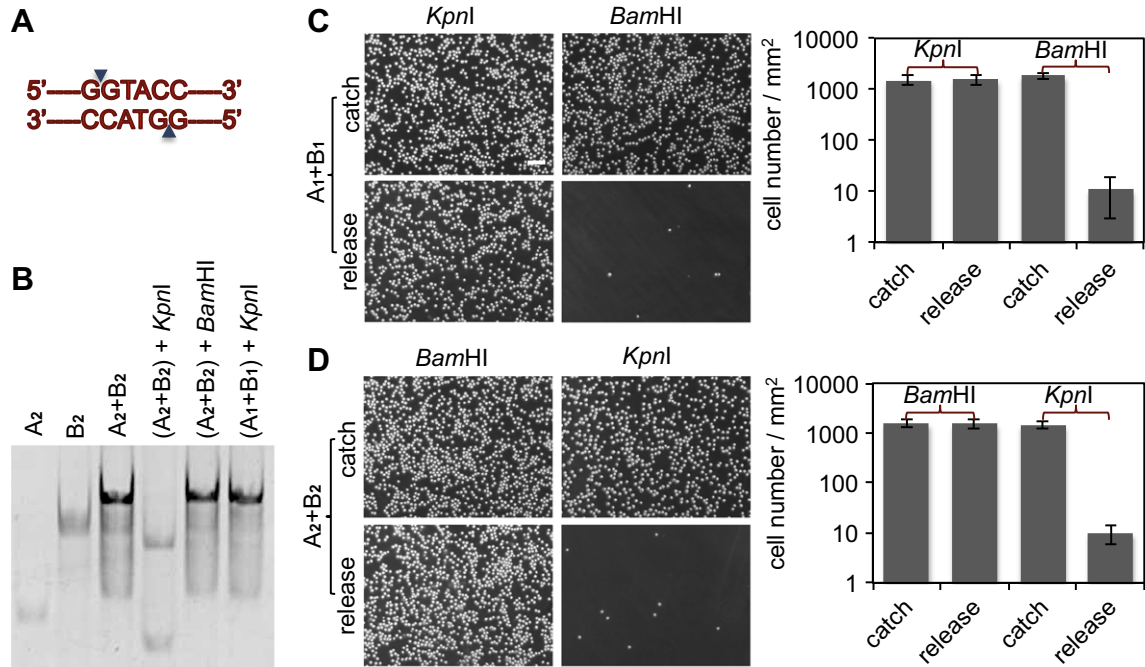 A
5’-----GGTACC-----3’
3’-----CCATGG-----5’
B
A₂
B₂
A₂+B₂
(A₂+B₂) + KpnI
(A₂+B₂) + BamHI
(A₁+B₁) + KpnI
C
KpnI
BamHI
A₁+B₁
catch
release
cell number / mm²
10000
1000
100
10
1
KpnI
BamHI
catch
release
catch
release
D
BamHI
KpnI
A₂+B₂
catch
release
cell number / mm²
10000
1000
100
10
1
BamHI
KpnI
catch
release
catch
release